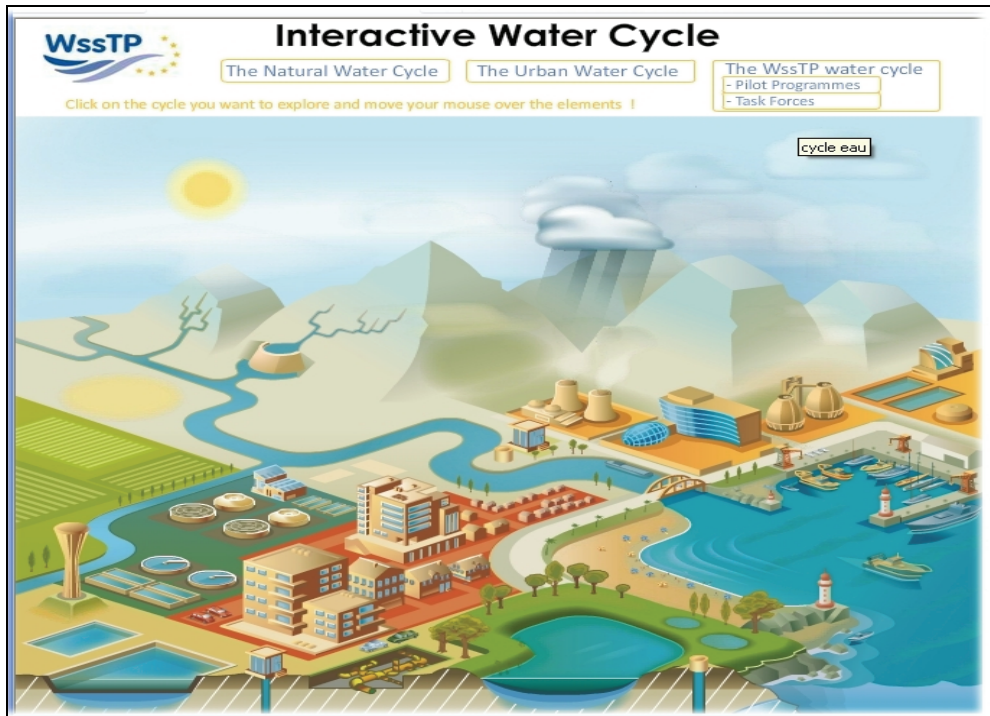 WssTP
Interactive Water Cycle
The Natural Water Cycle
The Urban Water Cycle
The WssTP water cycle
- Pilot Programmes
- Task Forces
Click on the cycle you want to explore and move your mouse over the elements !
cycle eau